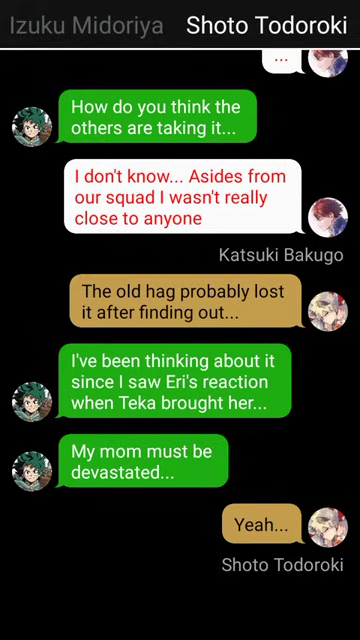 Izuku Midoriya Shoto Todoroki
...
How do you think the
others are taking it...
I don't know... Asides from
our squad I wasn't really
close to anyone
Katsuki Bakugo
The old hag probably lost
it after finding out...
I've been thinking about it
since I saw Eri's reaction
when Teka brought her...
My mom must be
devastated...
Yeah...
Shoto Todoroki